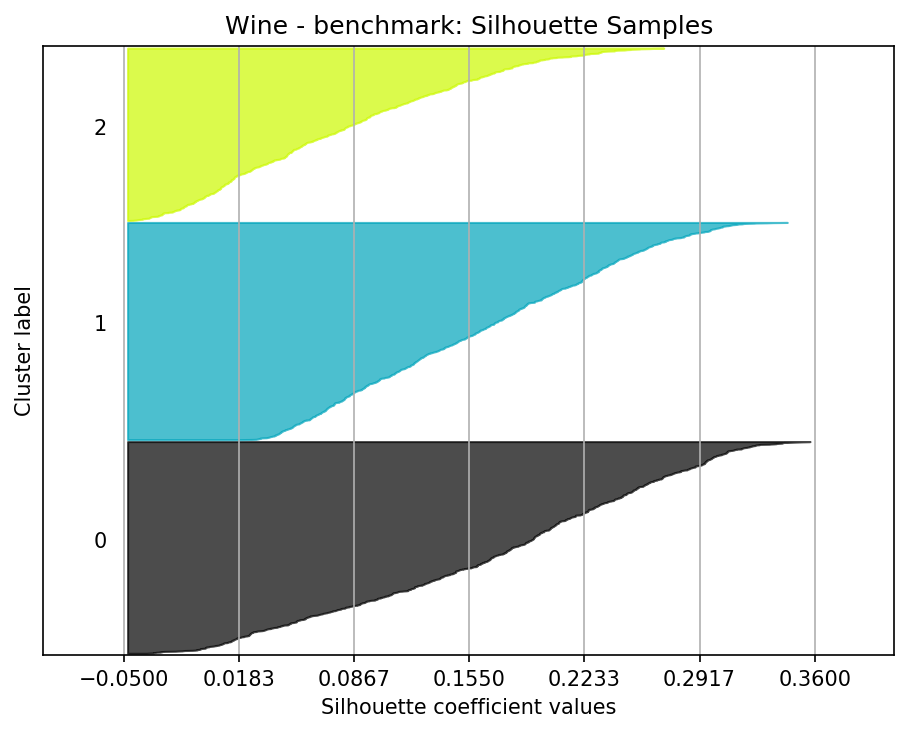 Wine - benchmark: Silhouette Samples
2
1
0
Cluster label
−0.0500 0.0183 0.0867 0.1550 0.2233 0.2917 0.3600
Silhouette coefficient values